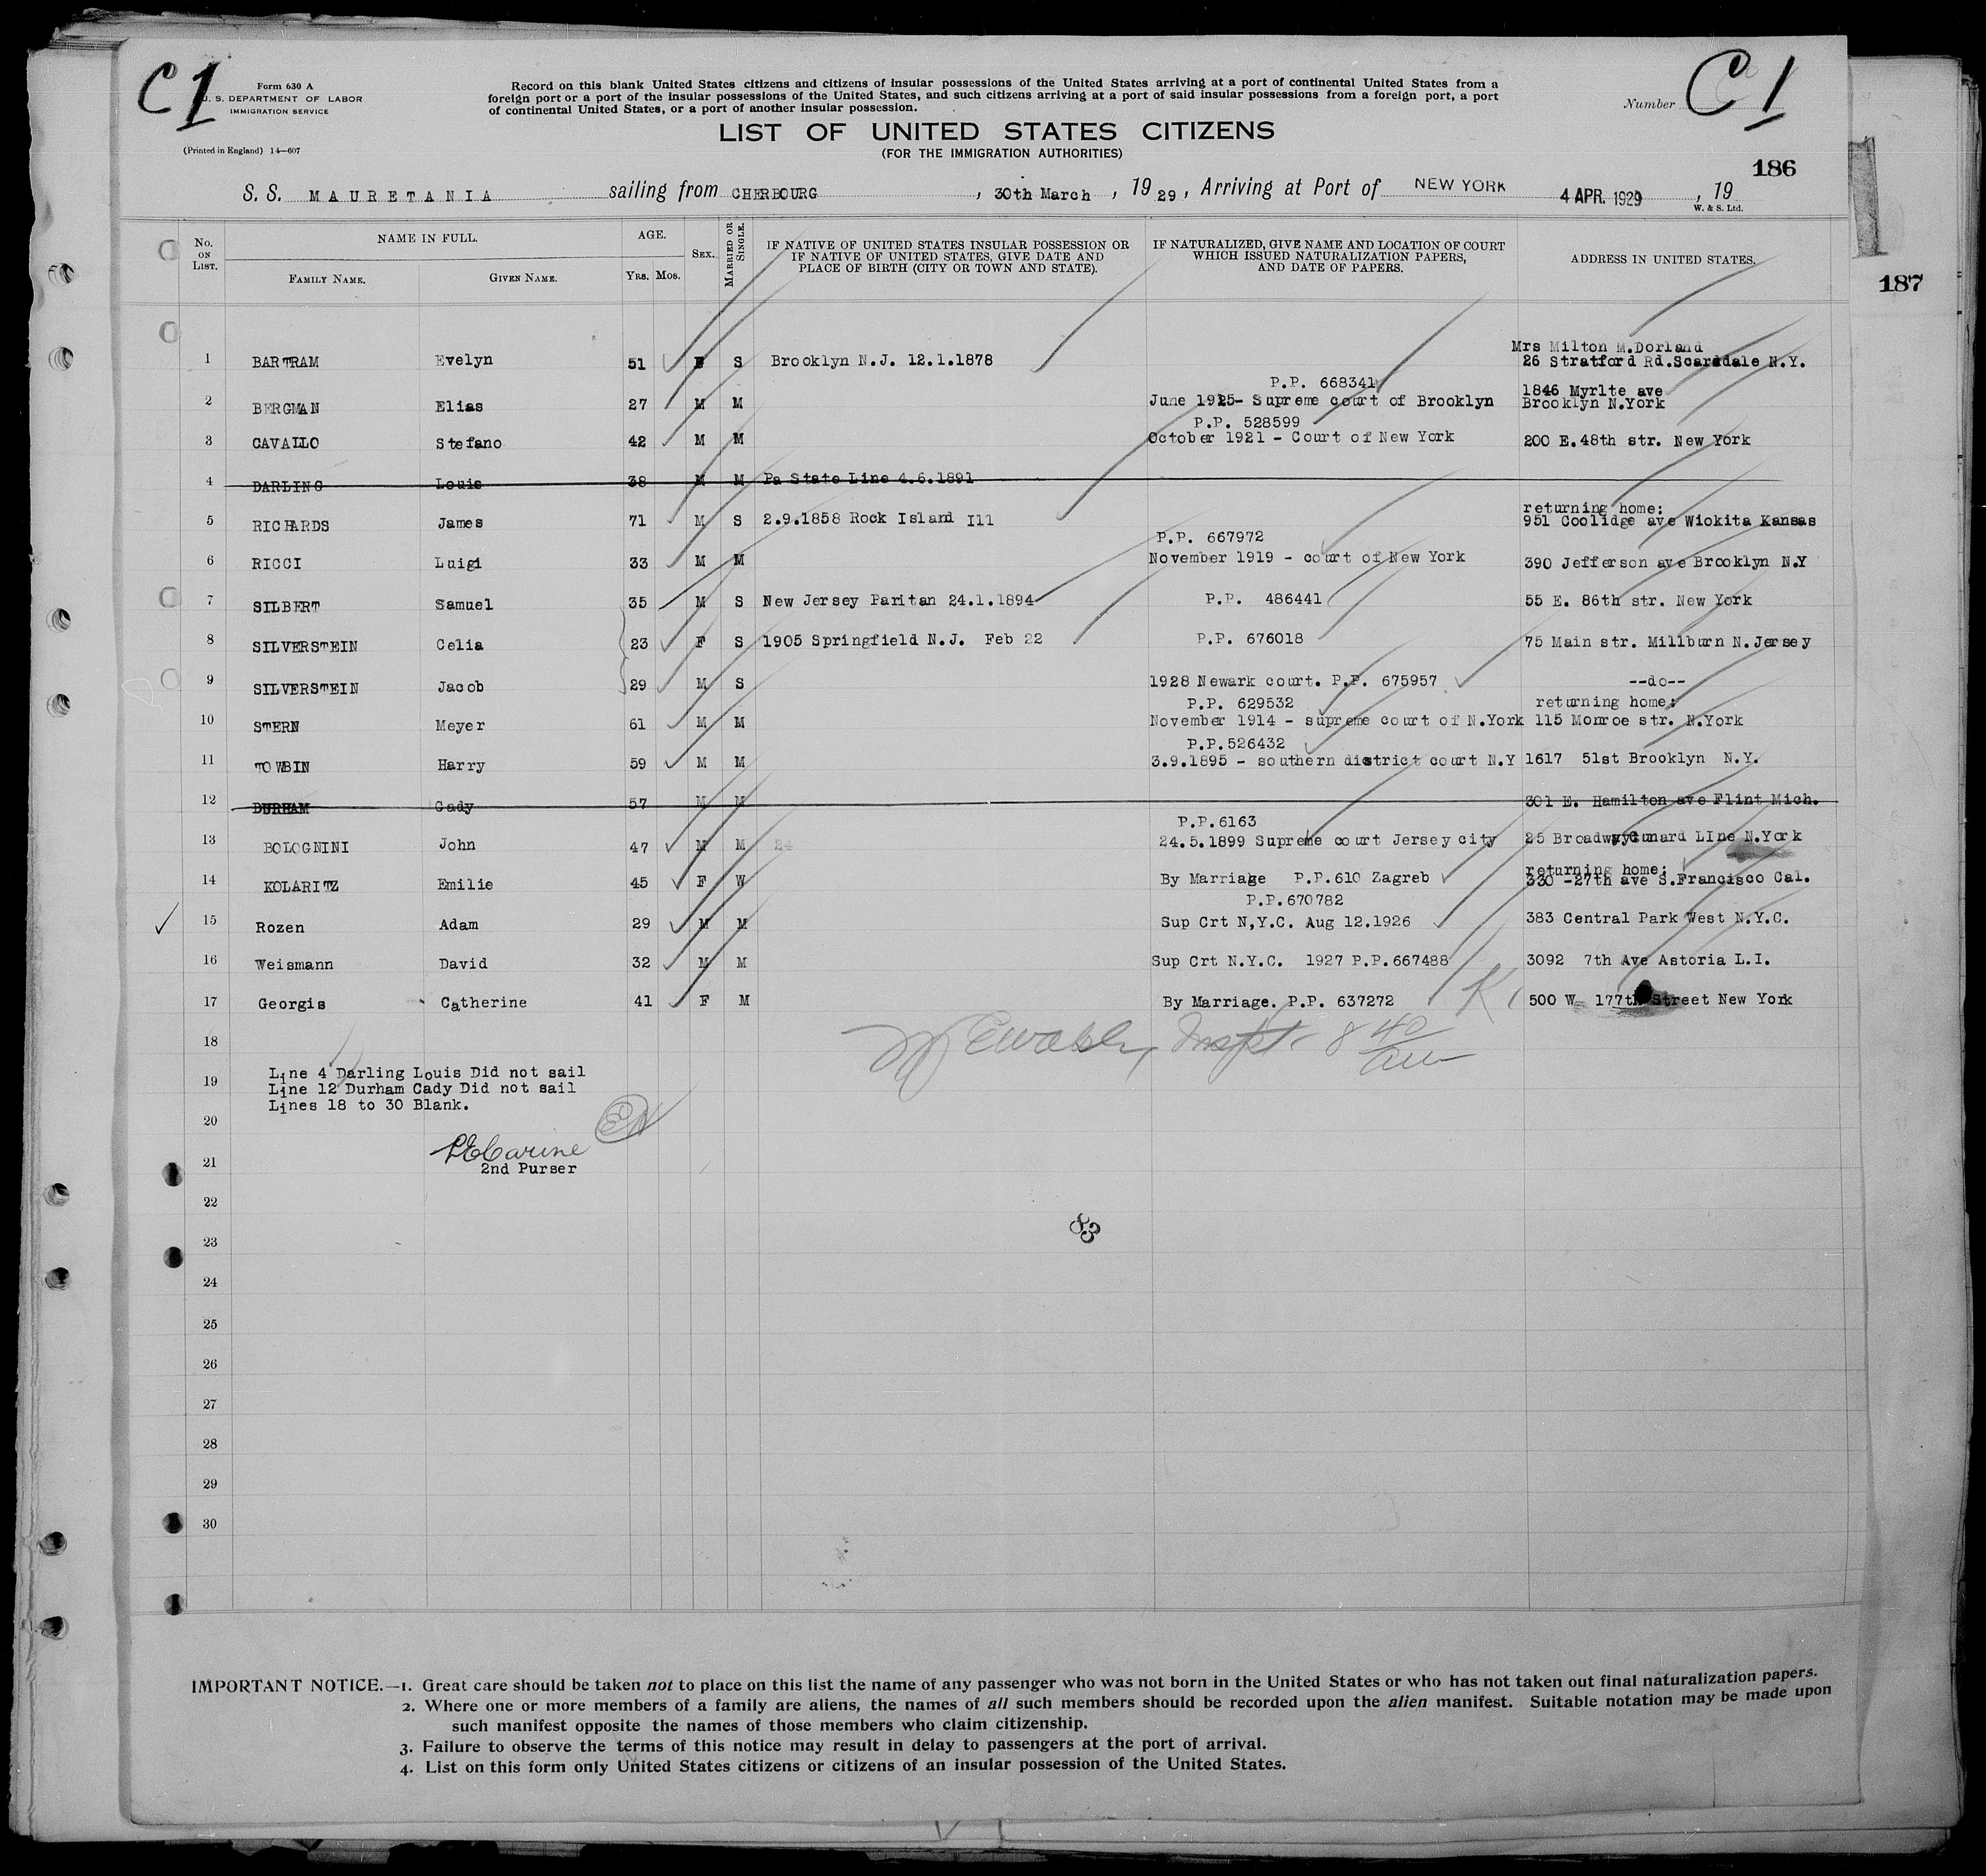 C1
Form 630 A
U. S. DEPARTMENT OF LABOR
IMMIGRATION SERVICE
(Printed in England) 14—607
Record on this blank United States citizens and citizens of insular possessions of the United States arriving at a port of continental United States from a
foreign port or a port of the insular possessions of the United States, and such citizens arriving at a port of said insular possessions from a foreign port, a port
of continental United States, or a port of another insular possession.
LIST OF UNITED STATES CITIZENS
(FOR THE IMMIGRATION AUTHORITIES)
Number C1
186
187
S. S. MAURETANIA sailing from CHERBOURG, 30th March, 1929, Arriving at Port of NEW YORK 4 APR. 1929, 19
W. & S. Ltd.
No. ON LIST.
NAME IN FULL.
FAMILY NAME.
GIVEN NAME.
AGE.
YRS. MOS.
SEX.
MARRIED OR SINGLE.
IF NATIVE OF UNITED STATES INSULAR POSSESSION OR
IF NATIVE OF UNITED STATES, GIVE DATE AND
PLACE OF BIRTH (CITY OR TOWN AND STATE).
IF NATURALIZED, GIVE NAME AND LOCATION OF COURT
WHICH ISSUED NATURALIZATION PAPERS,
AND DATE OF PAPERS.
ADDRESS IN UNITED STATES.
Mrs Milton M.Dorland
1 BARTRAM Evelyn 51 F S Brooklyn N.J. 12.1.1878 26 Stratford Rd.Scarsdale N.Y.
P.P. 668341 1846 Myrlte ave
2 BERGMAN Elias 27 M M June 1925- Supreme court of Brooklyn Brooklyn N.York
P.P. 528599
3 CAVALLO Stefano 42 M M October 1921 - Court of New York 200 E.48th str. New York
4 DARLING Louis 38 M M Pa State Line 4.6.1891
returning home:
5 RICHARDS James 71 M S 2.9.1858 Rock Island Ill 951 Coolidge ave Wiokita Kansas
P.P. 667972
6 RICCI Luigi 33 M M November 1919 - court of New York 390 Jefferson ave Brooklyn N.Y
7 SILBERT Samuel 35 M S New Jersey Paritan 24.1.1894 P.P. 486441 55 E. 86th str. New York
8 SILVERSTEIN Celia 23 F S 1905 Springfield N.J. Feb 22 P.P. 676018 75 Main str. Millburn N.Jersey
9 SILVERSTEIN Jacob 29 M S 1928 Newark court. P.P. 675957 --do--
P.P. 629532 returning home:
10 STERN Meyer 61 M M November 1914 - supreme court of N.York 115 Monroe str. N.York
P.P.526432
11 TOWBIN Harry 59 M M 3.9.1895 - southern district court N.Y 1617 51st Brooklyn N.Y.
12 DURHAM Cady 57 M M 301 E. Hamilton ave Flint Mich.
P.P.6163
13 BOLOGNINI John 47 M M 24 24.5.1899 Supreme court Jersey city 25 Broadway Cunard LIne N.York
returning home:
14 KOLARITZ Emilie 45 F W By Marriage P.P.610 Zagreb 330 -27th ave S.Francisco Cal.
P.P.670782
15 Rozen Adam 29 M M Sup Crt N,Y.C. Aug 12.1926 383 Central Park West N.Y.C.
16 Weismann David 32 M M Sup Crt N.Y.C. 1927 P.P.667488 3092 7th Ave Astoria L.I.
17 Georgis Catherine 41 F M By Marriage. P.P. 637272 500 W 177th Street New York
18
Inspt. 8 40/am
19 Line 4 Darling Louis Did not sail
Line 12 Durham Cady Did not sail
Lines 18 to 30 Blank.
20
21
2nd Purser
22
23
83
24
25
26
27
28
29
30
IMPORTANT NOTICE.—1. Great care should be taken not to place on this list the name of any passenger who was not born in the United States or who has not taken out final naturalization papers.
2. Where one or more members of a family are aliens, the names of all such members should be recorded upon the alien manifest. Suitable notation may be made upon
such manifest opposite the names of those members who claim citizenship.
3. Failure to observe the terms of this notice may result in delay to passengers at the port of arrival.
4. List on this form only United States citizens or citizens of an insular possession of the United States.